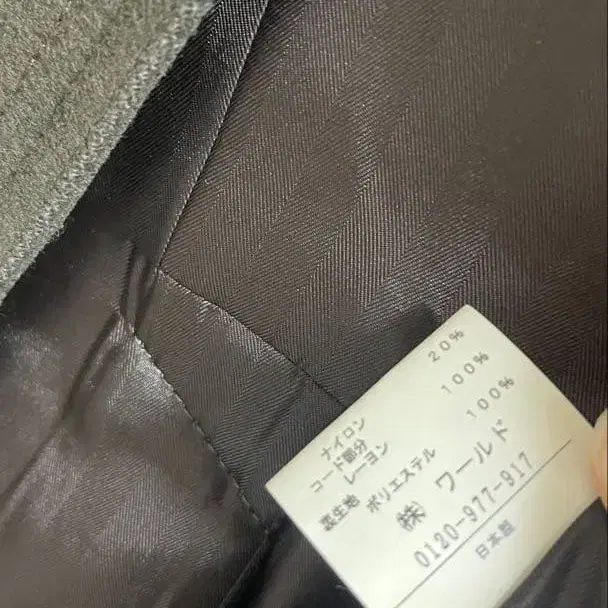 ナイロン 20%
コード部分
レーヨン 100%
裏生地 ポリエステル 100%
㈱ ワールド
0120-977-917
日本製